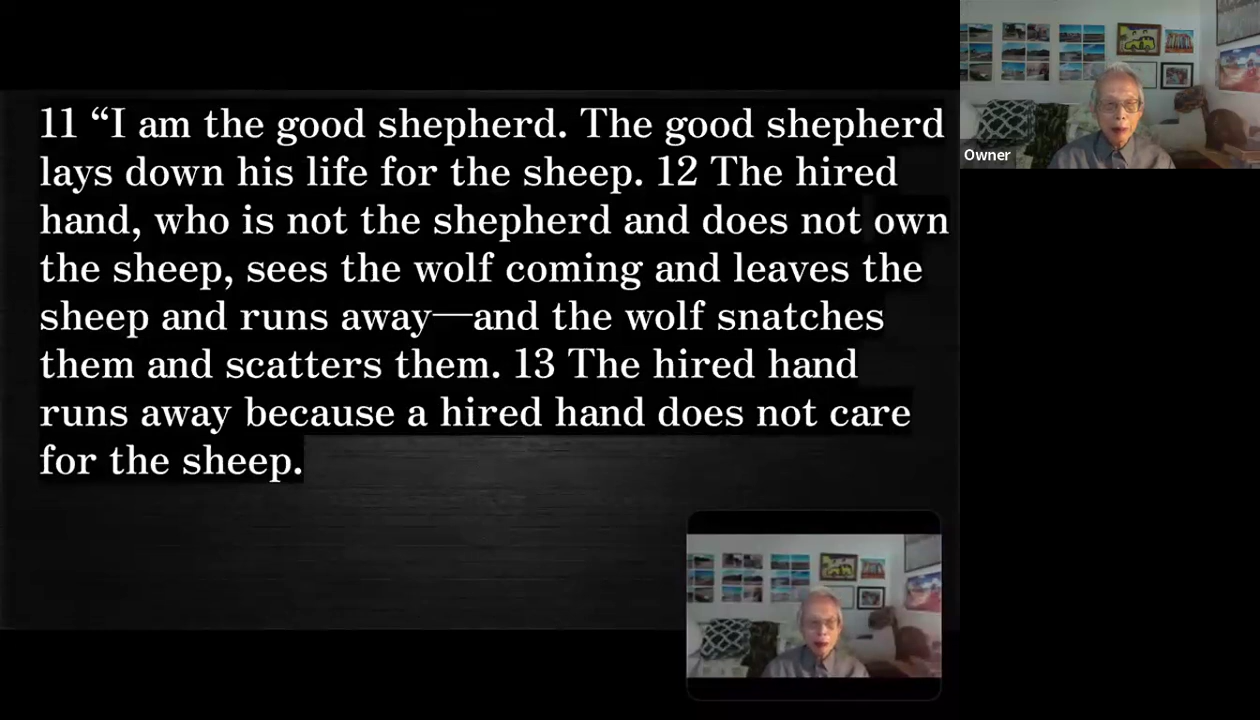 11 “I am the good shepherd. The good shepherd
lays down his life for the sheep. 12 The hired
hand, who is not the shepherd and does not own
the sheep, sees the wolf coming and leaves the
sheep and runs away—and the wolf snatches
them and scatters them. 13 The hired hand
runs away because a hired hand does not care
for the sheep.
Owner